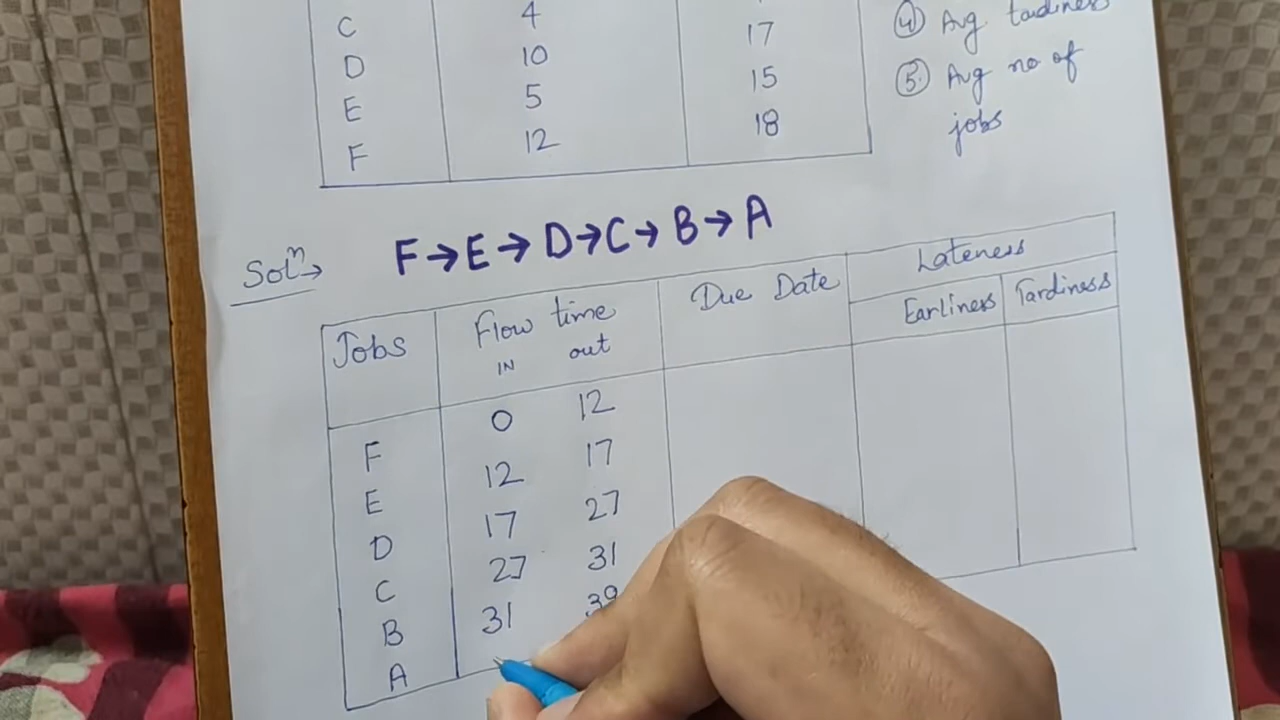 C 4
D 10 17
E 5 15
F 12 18
④ Avg. tardiness
⑤ Avg no of
jobs
Solⁿ→ F→E→D→C→B→A
Jobs Flow time Due Date Lateness
IN out Earliness Tardiness
F 0 12
E 12 17
D 17 27
C 27 31
B 31 39
A